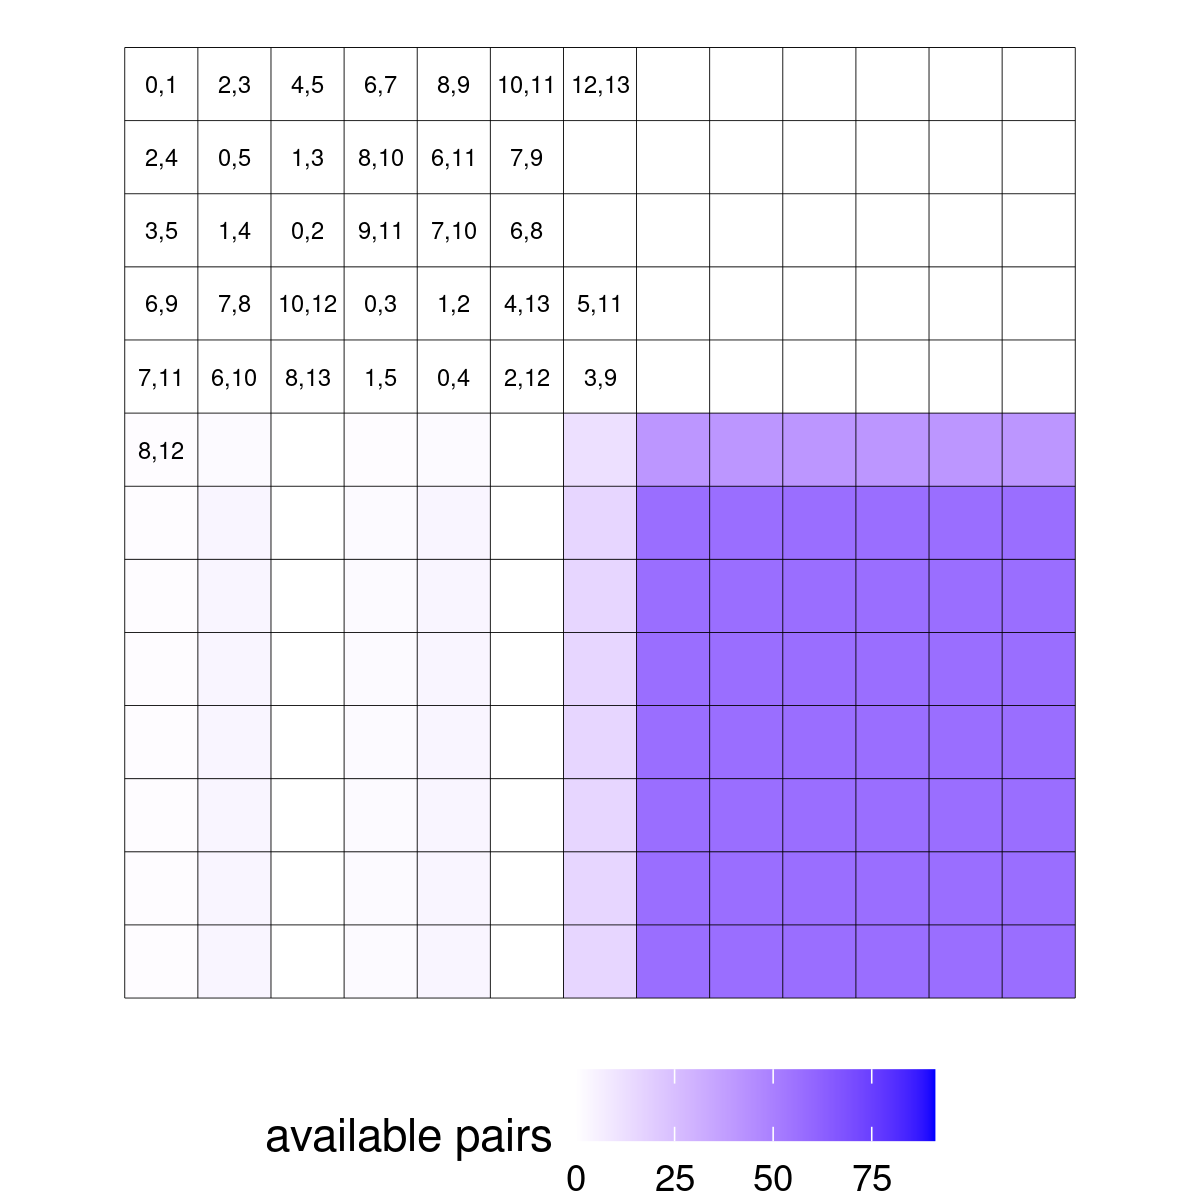 0,1 2,3 4,5 6,7 8,9 10,11 12,13
2,4 0,5 1,3 8,10 6,11 7,9
3,5 1,4 0,2 9,11 7,10 6,8
6,9 7,8 10,12 0,3 1,2 4,13 5,11
7,11 6,10 8,13 1,5 0,4 2,12 3,9
8,12
available pairs
0 25 50 75